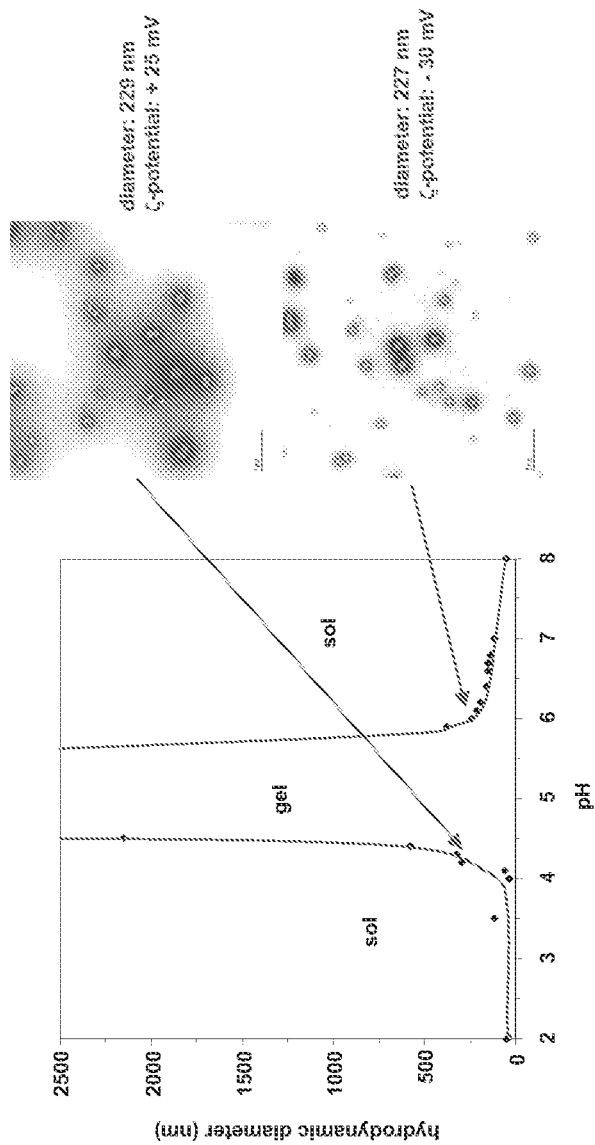 diameter: 229 nm
ζ-potential: + 25 mV
diameter: 227 nm
ζ-potential: - 30 mV
hydrodynamic diameter (nm)
2500
2000
1500
1000
500
0
sol
gel
sol
2
3
4
5
6
7
8
pH